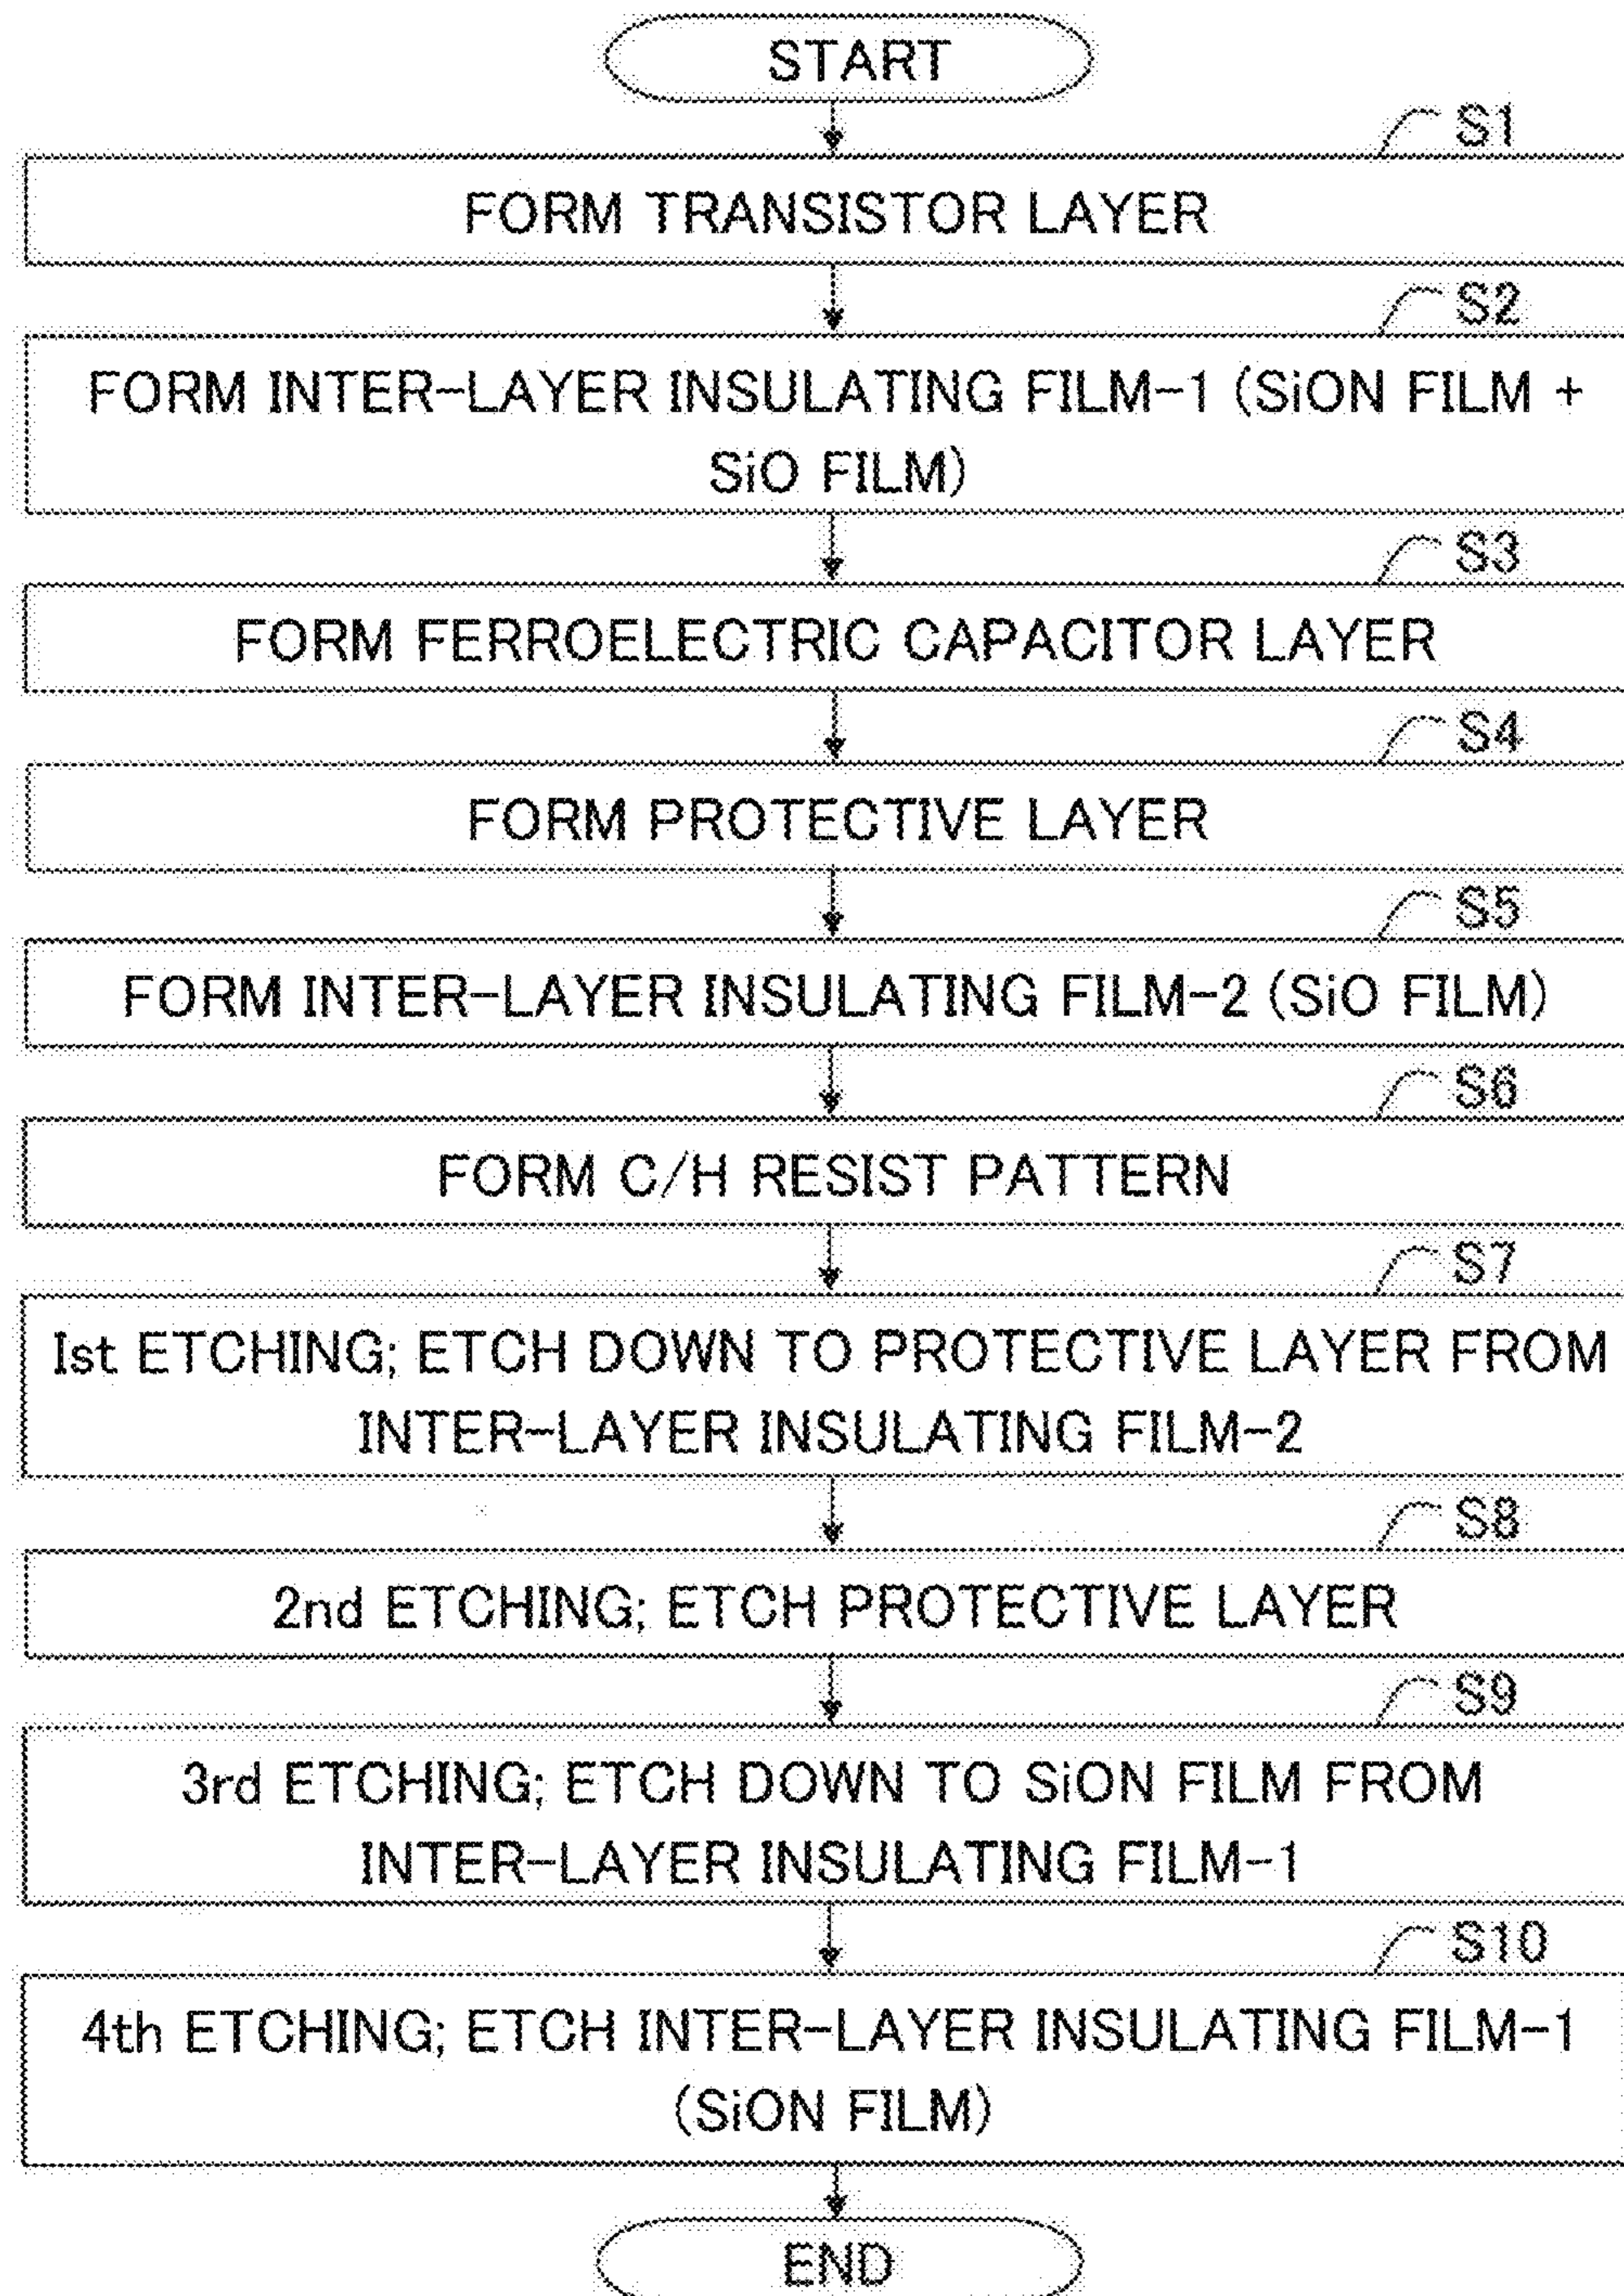 START
S1
FORM TRANSISTOR LAYER
S2
FORM INTER-LAYER INSULATING FILM-1 (SiON FILM +
SiO FILM)
S3
FORM FERROELECTRIC CAPACITOR LAYER
S4
FORM PROTECTIVE LAYER
S5
FORM INTER-LAYER INSULATING FILM-2 (SiO FILM)
S6
FORM C/H RESIST PATTERN
S7
Ist ETCHING; ETCH DOWN TO PROTECTIVE LAYER FROM
INTER-LAYER INSULATING FILM-2
S8
2nd ETCHING; ETCH PROTECTIVE LAYER
S9
3rd ETCHING; ETCH DOWN TO SiON FILM FROM
INTER-LAYER INSULATING FILM-1
S10
4th ETCHING; ETCH INTER-LAYER INSULATING FILM-1
(SiON FILM)
END